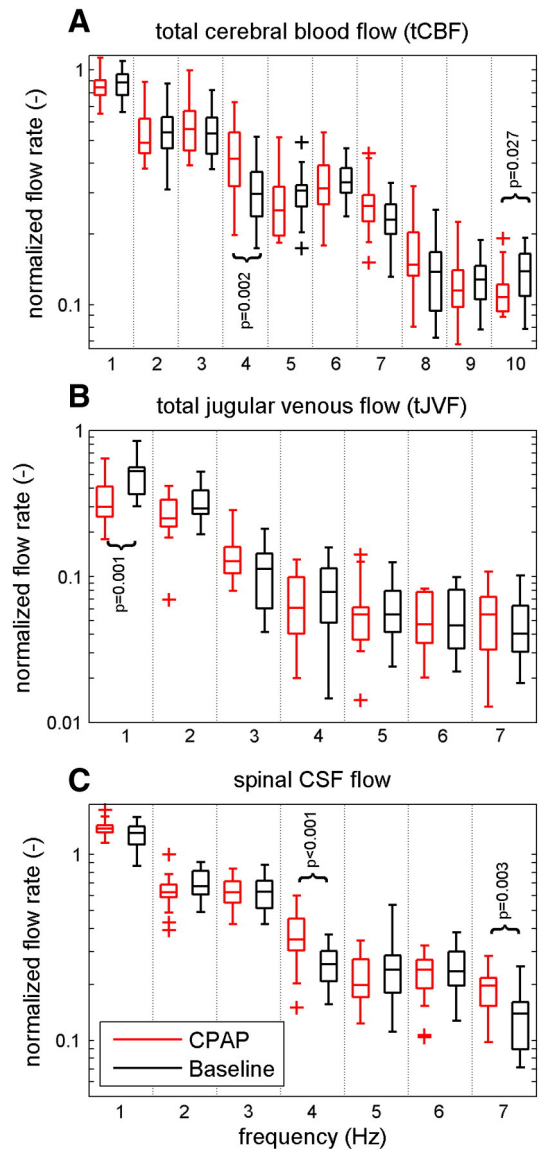 A
total cerebral blood flow (tCBF)
normalized flow rate (-)
1
0.1
p=0.002
p=0.027
1 2 3 4 5 6 7 8 9 10
B
total jugular venous flow (tJVF)
normalized flow rate (-)
1
0.1
0.01
p=0.001
1 2 3 4 5 6 7
C
spinal CSF flow
normalized flow rate (-)
1
0.1
p<0.001
p=0.003
CPAP
Baseline
1 2 3 4 5 6 7
frequency (Hz)